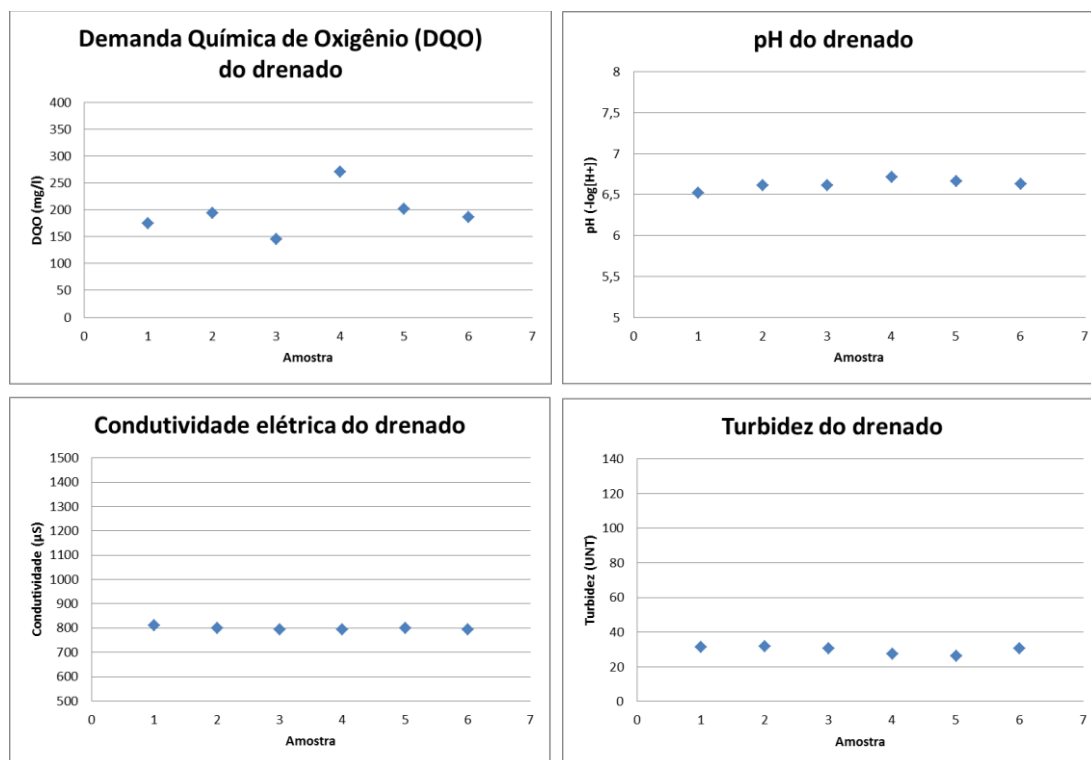 Demanda Química de Oxigênio (DQO)
do drenado
DQO (mg/l)
400
350
300
250
200
150
100
50
0
0 1 2 3 4 5 6 7
Amostra
pH do drenado
pH (-log[H+])
8
7,5
7
6,5
6
5,5
5
0 1 2 3 4 5 6 7
Amostra
Condutividade elétrica do drenado
Condutividade (µS)
1500
1400
1300
1200
1100
1000
900
800
700
600
500
0 1 2 3 4 5 6 7
Amostra
Turbidez do drenado
Turbidez (UNT)
140
120
100
80
60
40
20
0
0 1 2 3 4 5 6 7
Amostra